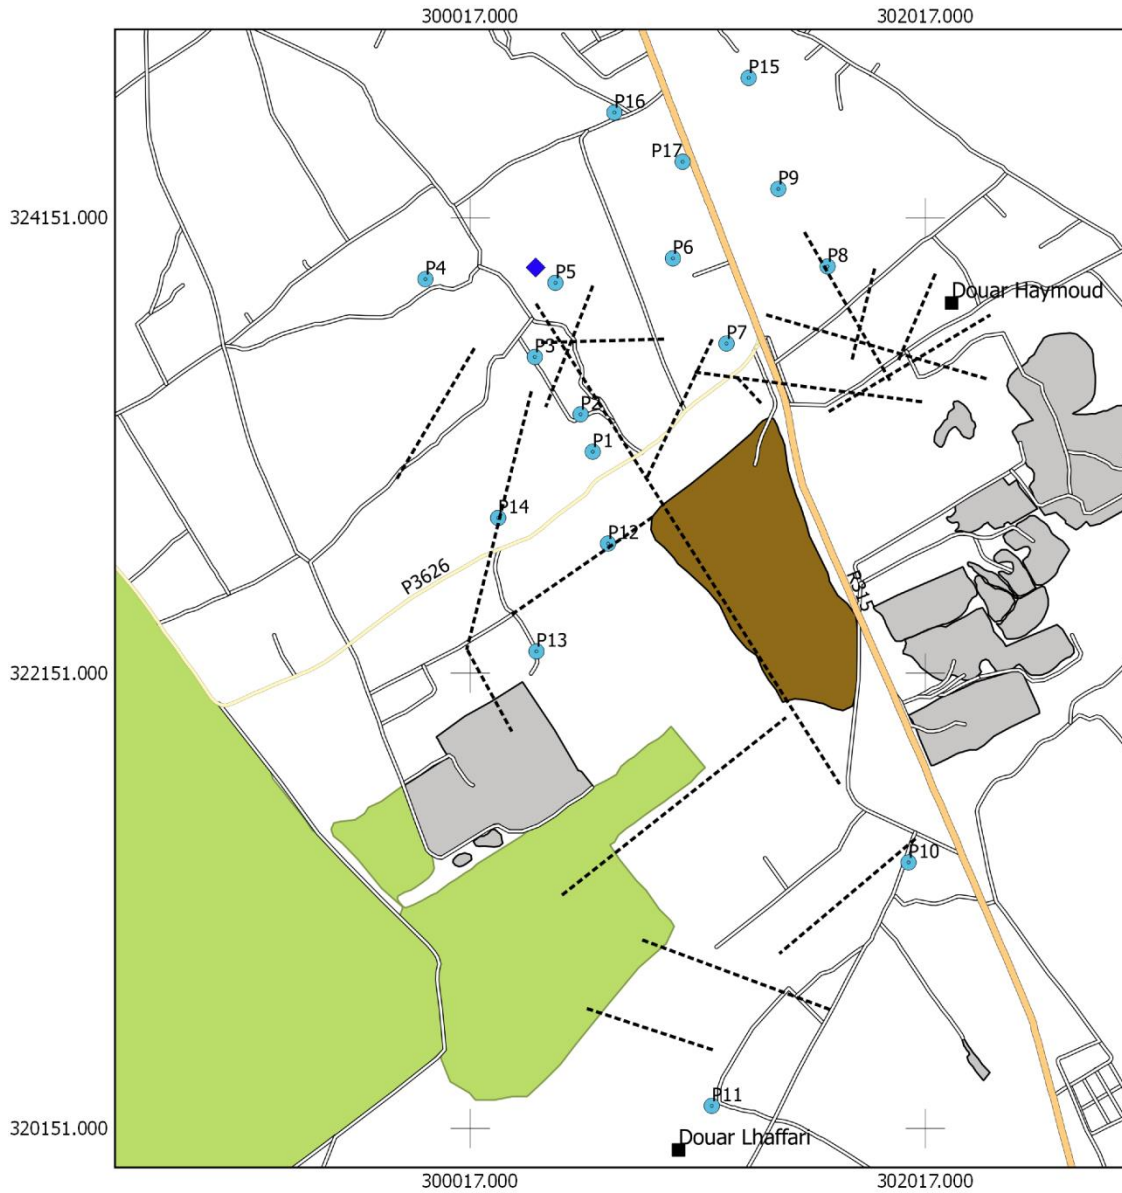 300017.000 302017.000
P15
P16
P17
P9
324151.000
P6
P8
P4
P5
Douar Haymoud
P7
P3
P2
P1
P14
P12
P3626
R315
P13
322151.000
P10
P11
320151.000
Douar Lhaffari
300017.000 302017.000